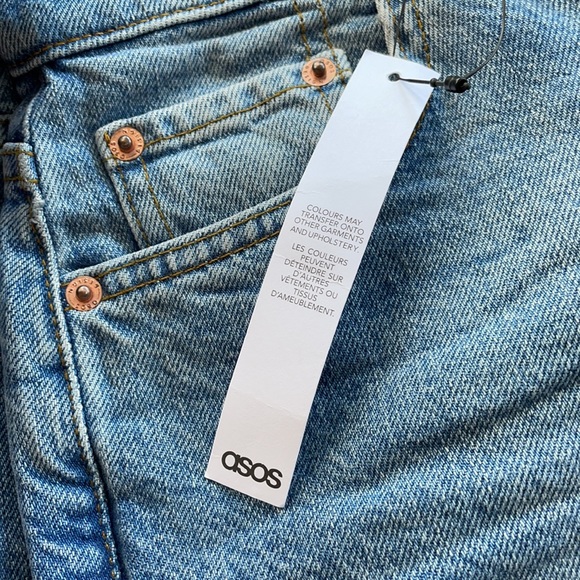 COLOURS MAY
TRANSFER ONTO
OTHER GARMENTS
AND UPHOLSTERY
LES COULEURS
PEUVENT
DÉTEINDRE SUR
D'AUTRES
VÊTEMENTS OU
TISSUS
D'AMEUBLEMENT.
asos